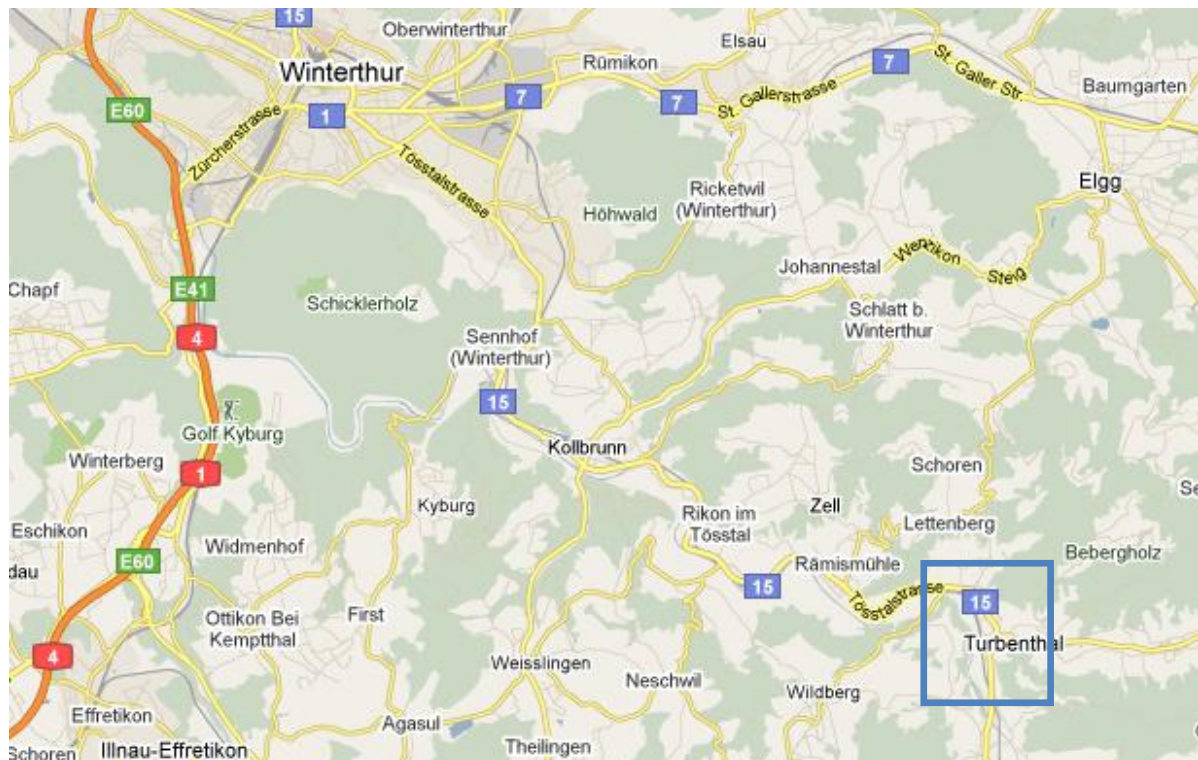 15
Oberwinterthur
Elsau
7
St. Galler Str.
Rümikon
Winterthur
Baumgarten
E60
7
7
St. Gallerstrasse
1
Zürcherstrasse
Tösstalstrasse
Elgg
Ricketwil
(Winterthur)
Höhwald
Johannestal
Steig
Chapf
E41
Schicklerholz
Schlatt b.
Winterthur
4
Sennhof
(Winterthur)
15
Golf Kyburg
Kollbrunn
Winterberg
1
Schoren
Kyburg
Zell
Rikon im
Tösstal
Lettenberg
Eschikon
Widmenhof
Bebergholz
E60
Rämismühle
dau
15
Tösstalstrasse
15
Ottikon Bei
Kemptthal
First
Turbenthal
4
Weisslingen
Neschwil
Wildberg
Effretikon
Agasul
Schoren
Illnau-Effretikon
Theilingen